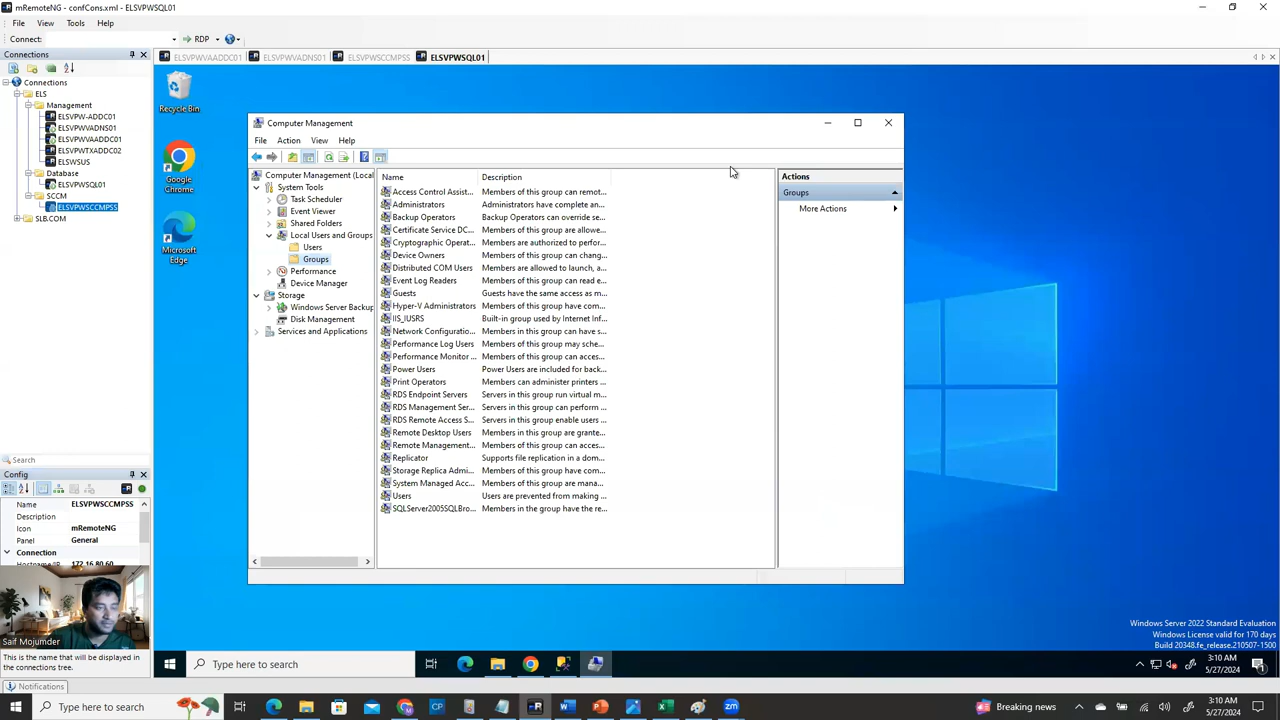 mRemoteNG - confCons.xml - ELSVPWSQL01
File View Tools Help
Connect: RDP
Connections
ELSVPWVAADDC01 ELSVPWVADNS01 ELSVPWSCCMPSS ELSVPWSQL01
Connections
ELS
Management
ELSVPW-ADDC01
ELSVPWVADNS01
ELSVPWVAADDC01
ELSVPWTXADDC02
ELSWSUS
Database
ELSVPWSQL01
SCCM
ELSVPWSCCMPSS
SLB.COM
Search
Config
Name ELSVPWSCCMPSS
Description
Icon mRemoteNG
Panel General
Connection
Hostname/IP 172.16.80.60
Saif Mojumder
This is the name that will be displayed in the connections tree.
Notifications
Recycle Bin
Google Chrome
Microsoft Edge
Computer Management
File Action View Help
Computer Management (Local
System Tools
Task Scheduler
Event Viewer
Shared Folders
Local Users and Groups
Users
Groups
Performance
Device Manager
Storage
Windows Server Backup
Disk Management
Services and Applications
Name Description
Access Control Assist... Members of this group can remot...
Administrators Administrators have complete an...
Backup Operators Backup Operators can override se...
Certificate Service DC... Members of this group are allowe...
Cryptographic Operat... Members are authorized to perfor...
Device Owners Members of this group can chang...
Distributed COM Users Members are allowed to launch, a...
Event Log Readers Members of this group can read e...
Guests Guests have the same access as m...
Hyper-V Administrators Members of this group have com...
IIS_IUSRS Built-in group used by Internet Inf...
Network Configuratio... Members in this group can have s...
Performance Log Users Members of this group may sche...
Performance Monitor ... Members of this group can acces...
Power Users Power Users are included for back...
Print Operators Members can administer printers ...
RDS Endpoint Servers Servers in this group run virtual m...
RDS Management Ser... Servers in this group can perform ...
RDS Remote Access S... Servers in this group enable users ...
Remote Desktop Users Members in this group are grante...
Remote Management... Members of this group can acces...
Replicator Supports file replication in a dom...
Storage Replica Admi... Members of this group have com...
System Managed Acc... Members of this group are mana...
Users Users are prevented from making ...
SQLServer2005SQLBro... Members in the group have the re...
Actions
Groups
More Actions
Windows Server 2022 Standard Evaluation
Windows License valid for 170 days
Build 20348.fe_release.210507-1500
Type here to search
3:10 AM
5/27/2024
Type here to search
Breaking news
3:10 AM
5/27/2024